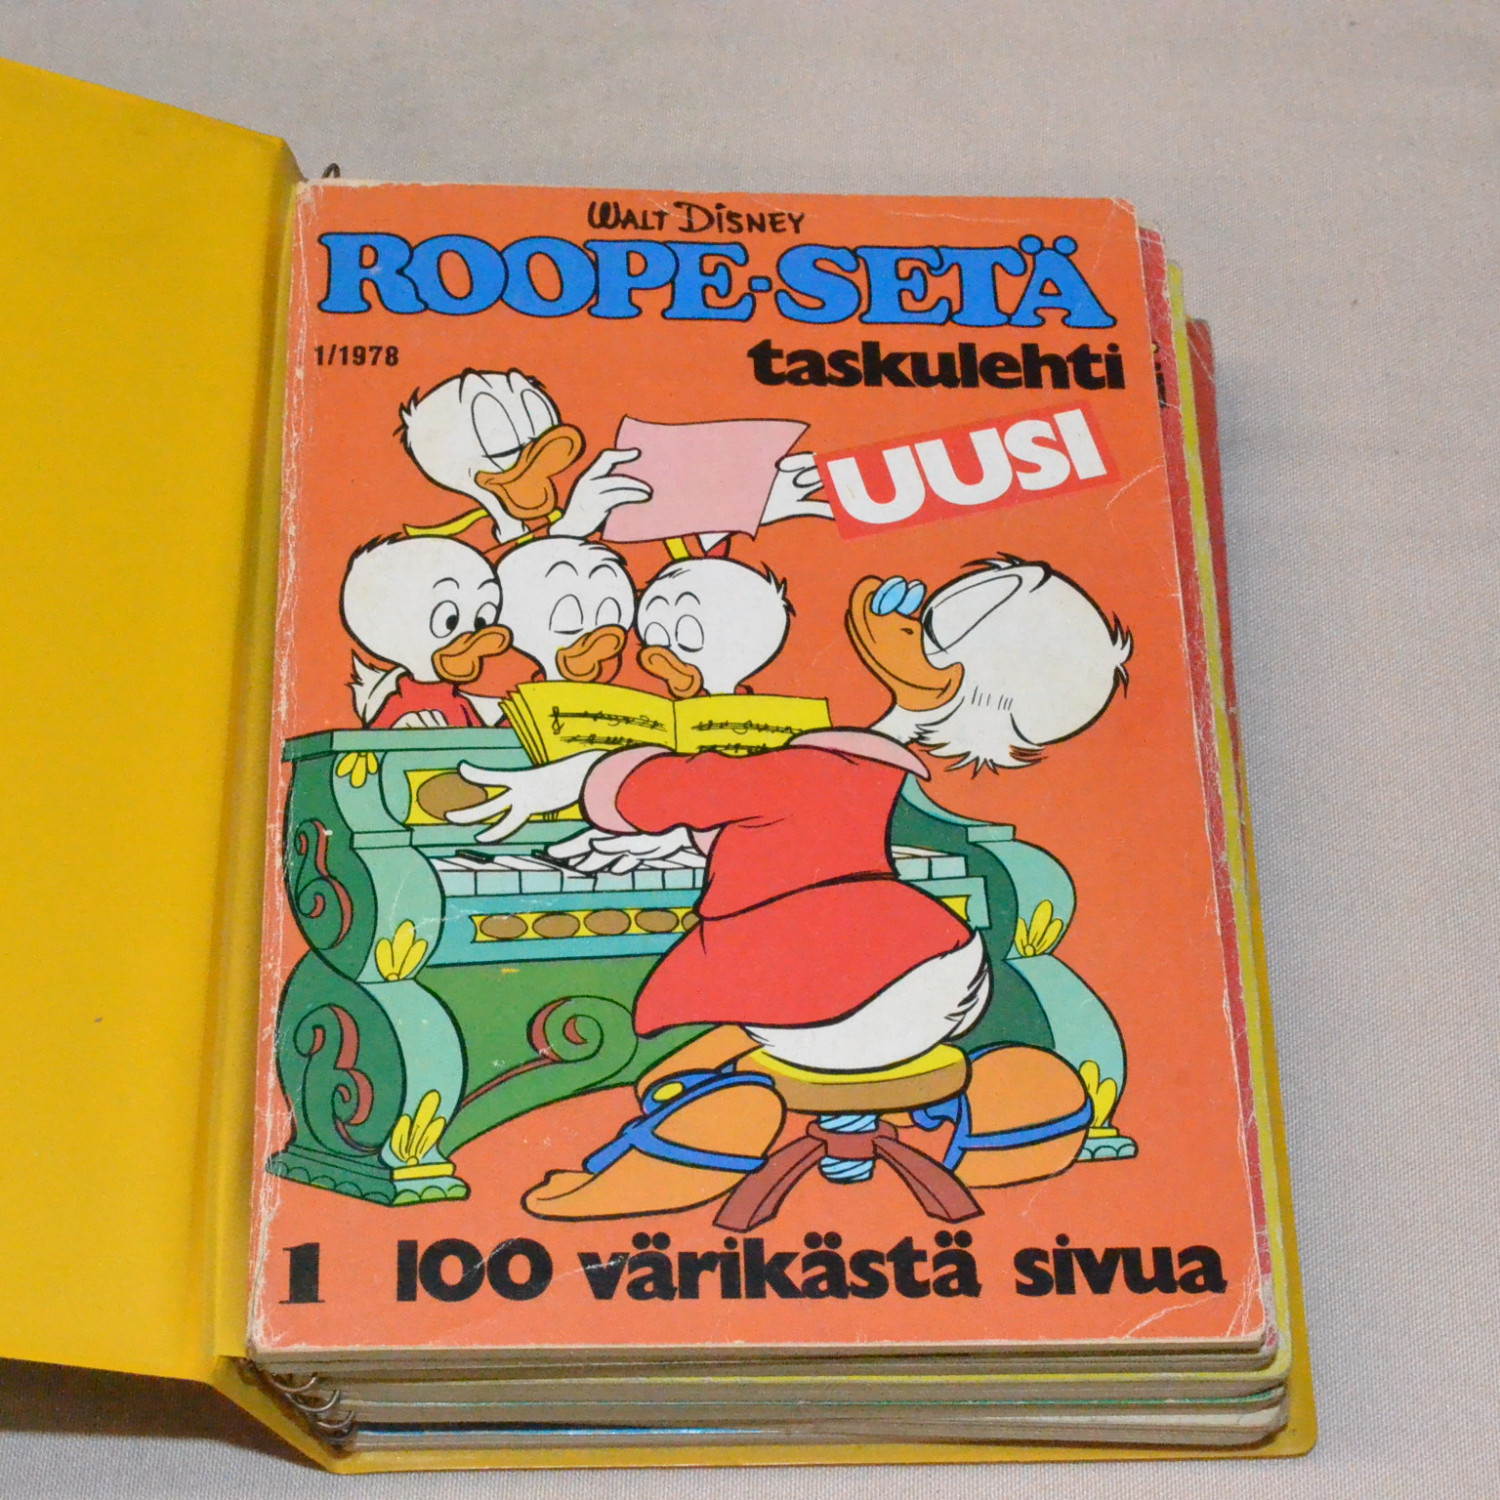 WALT DISNEY
ROOPE-SETÄ
1/1978
taskulehti
UUSI
1 100 värikästä sivua